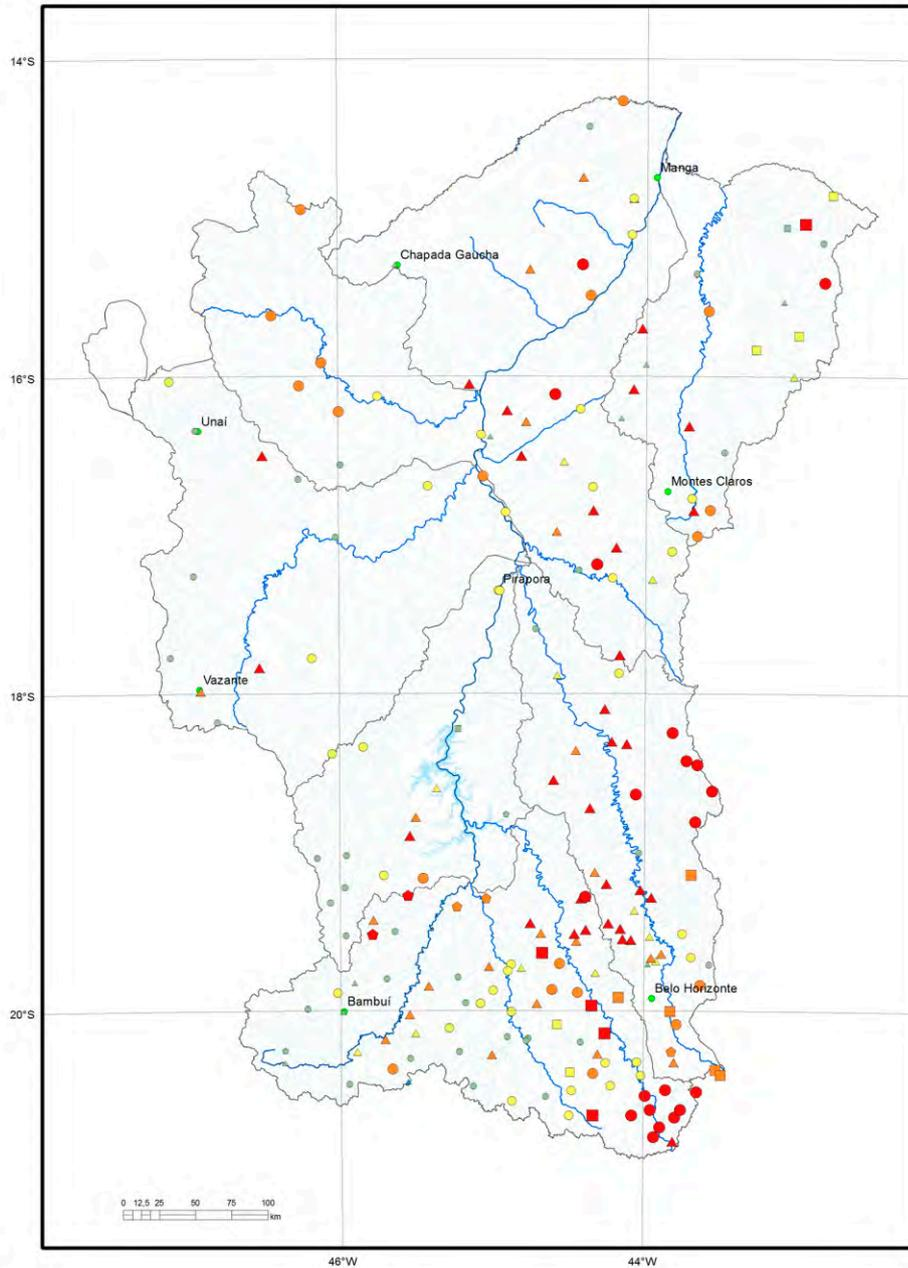 14°S
Manga
Chapada Gaúcha
16°S
Unaí
Montes Claros
Pirapora
18°S
Vazante
Belo Horizonte
20°S
Bambuí
0 12,5 25 50 75 100
km
46°W 44°W